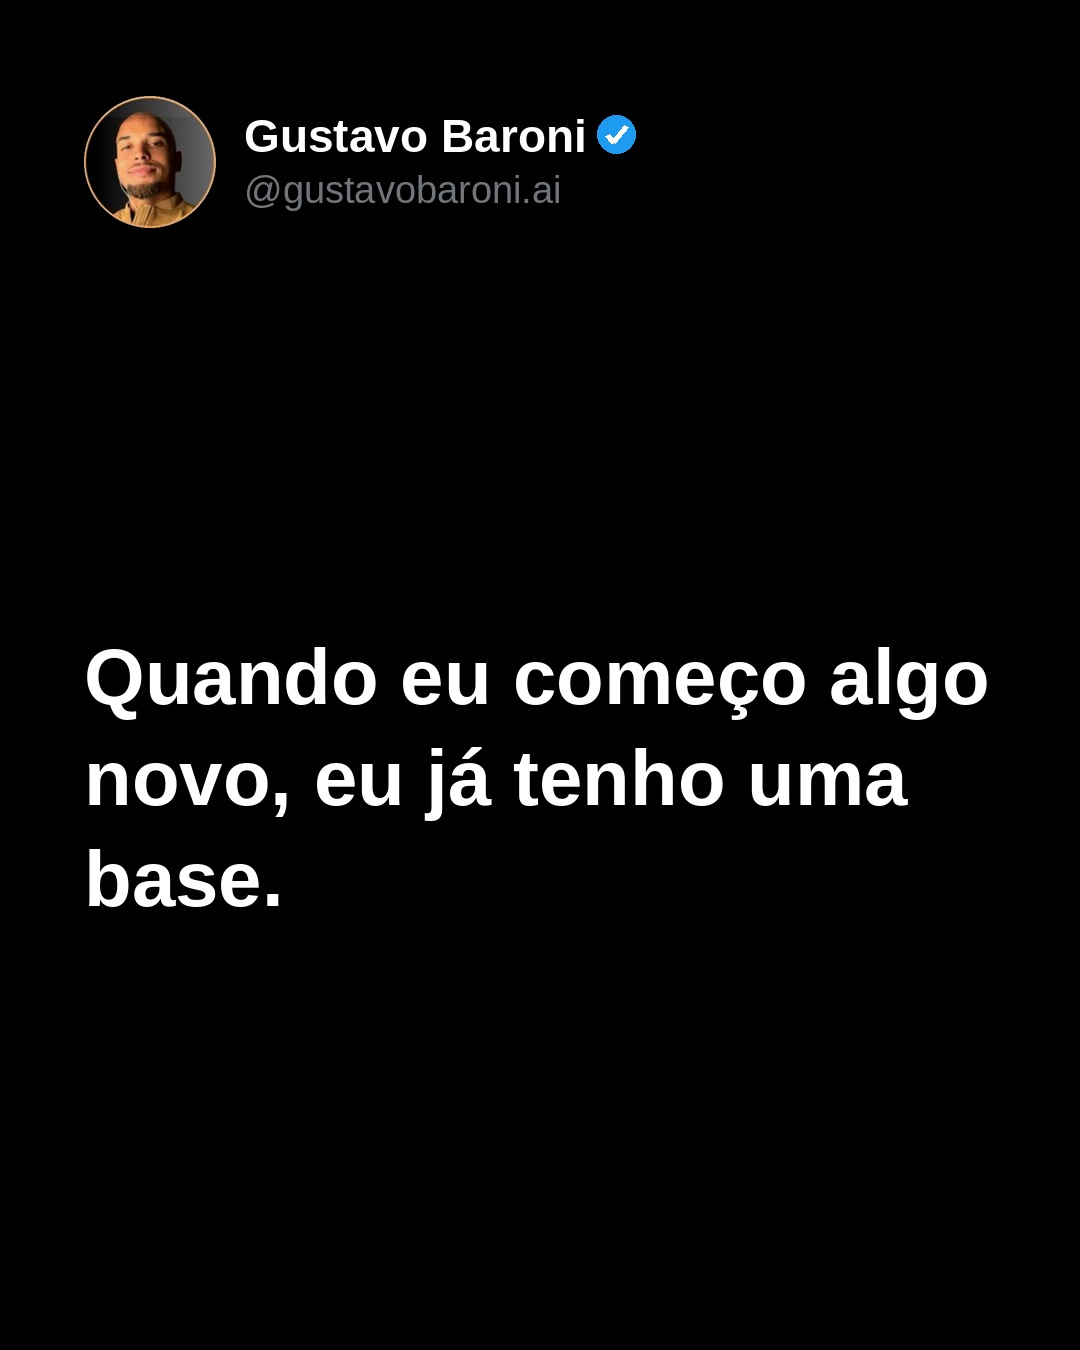 Gustavo Baroni
@gustavobaroni.ai
Quando eu começo algo
novo, eu já tenho uma
base.